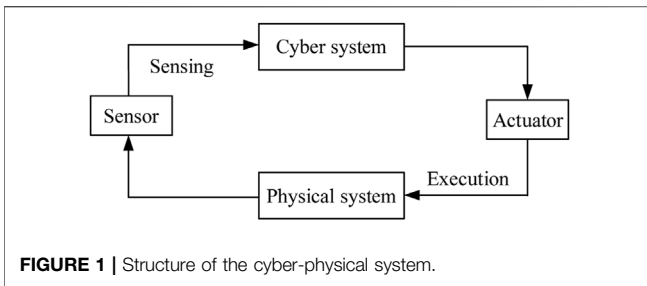 Cyber system
Sensing
Sensor
Actuator
Execution
Physical system
FIGURE 1 | Structure of the cyber-physical system.